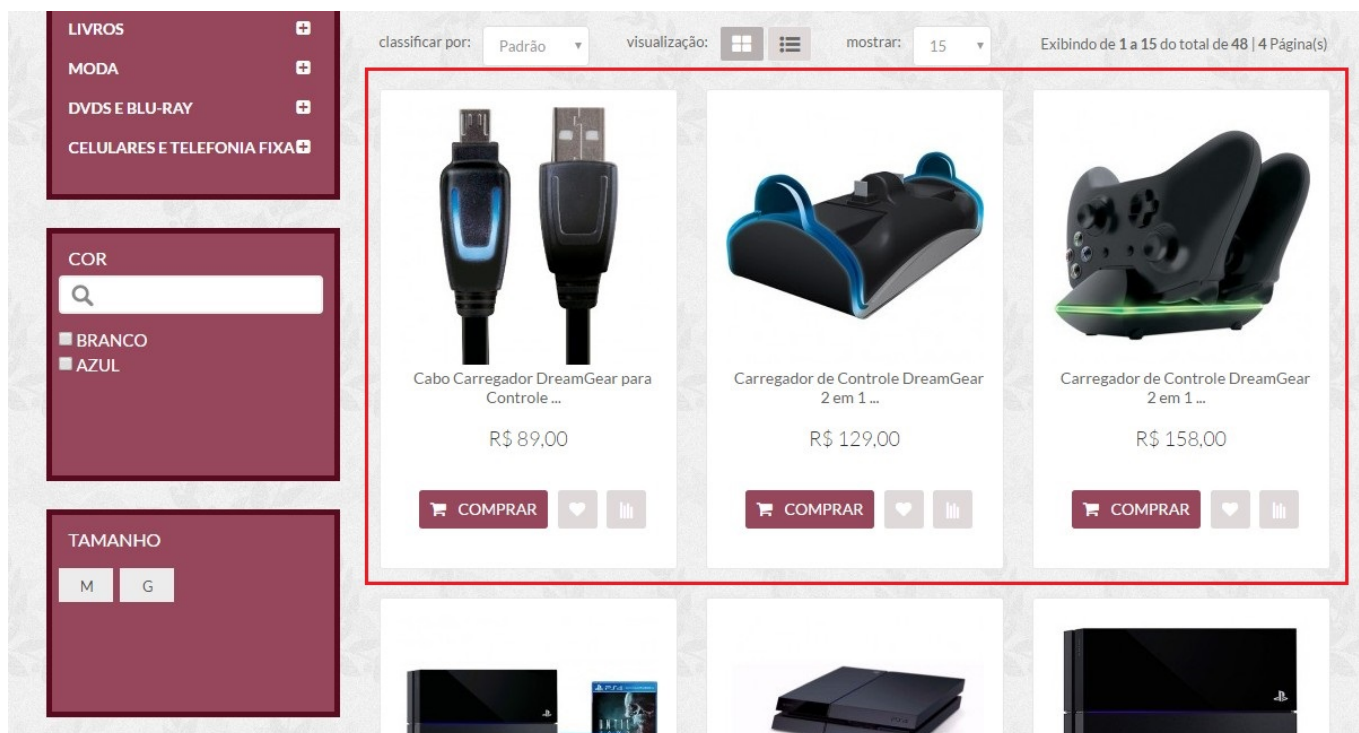 LIVROS
MODA
DVDS E BLU-RAY
CELULARES E TELEFONIA FIXA
COR
BRANCO
AZUL
TAMANHO
M G
classificar por: Padrão visualização: mostrar: 15 Exibindo de 1 a 15 do total de 48 | 4 Página(s)
Cabo Carregador DreamGear para
Controle ...
R$ 89,00
COMPRAR
Carregador de Controle DreamGear
2 em 1 ...
R$ 129,00
COMPRAR
Carregador de Controle DreamGear
2 em 1 ...
R$ 158,00
COMPRAR
PS4
UNTIL